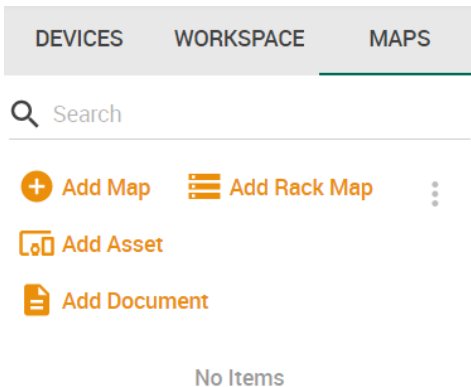 DEVICES WORKSPACE MAPS
Search
Add Map Add Rack Map
Add Asset
Add Document
No Items